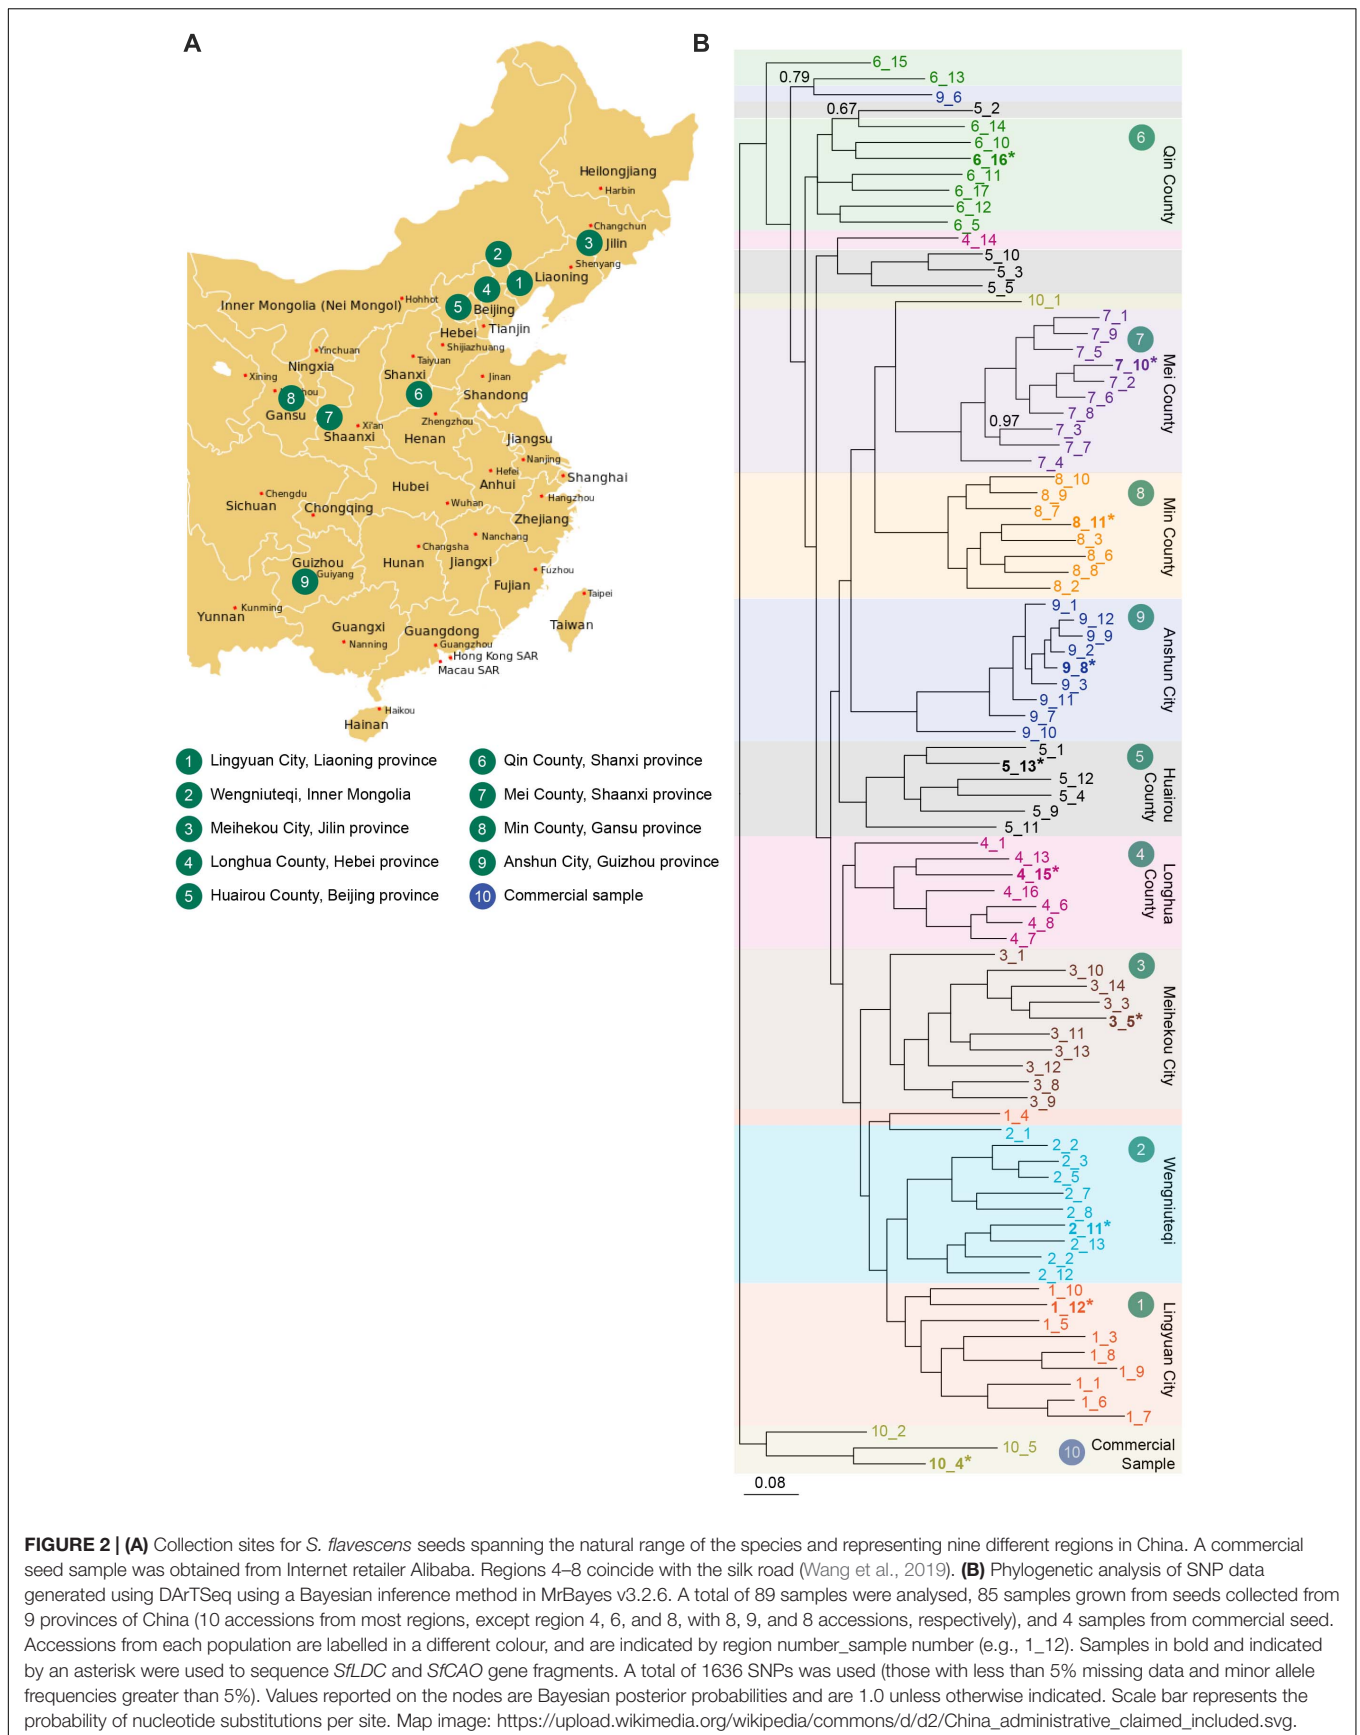 A
Heilongjiang
Harbin
Changchun
3
Jilin
2
Shenyang
1
Liaoning
4
Inner Mongolia (Nei Mongol)
Hohhot
5
Beijing
Hebei
Tianjin
Yinchuan
Shijiazhuang
Ningxia
Taiyuan
Xining
Shanxi
Jinan
8
6
Shandong
Gansu
7
Zhengzhou
Xi'an
Shaanxi
Henan
Jiangsu
Nanjing
Hefei
Shanghai
Hubei
Anhui
Chengdu
Hangzhou
Sichuan
Chongqing
Wuhan
Zhejiang
Nanchang
Changsha
Guizhou
Hunan
Jiangxi
Fuzhou
9
Guiyang
Fujian
Taipei
Kunming
Yunnan
Guangxi
Guangdong
Taiwan
Nanning
Guangzhou
Hong Kong SAR
Macau SAR
Haikou
Hainan
1 Lingyuan City, Liaoning province
2 Wengniuteqi, Inner Mongolia
3 Meihekou City, Jilin province
4 Longhua County, Hebei province
5 Huairou County, Beijing province
6 Qin County, Shanxi province
7 Mei County, Shaanxi province
8 Min County, Gansu province
9 Anshun City, Guizhou province
10 Commercial sample
B
6_15
0.79
6_13
9_6
0.67
5_2
6_14
6_10
6_16*
6_11
6_17
6_12
6_5
6
Qin County
4_14
5_10
5_3
5_5
10_1
7_1
7_9
7_5
7_10*
7_2
7_6
7_8
0.97
7_3
7_7
7_4
7
Mei County
8_10
8_9
8_7
8_11*
8_3
8_6
8_8
8_2
8
Min County
9_1
9_12
9_9
9_2
9_8*
9_3
9_11
9_7
9_10
9
Anshun City
5_1
5_13*
5_12
5_4
5_9
5_11
5
Huairou
County
4_1
4_13
4_15*
4_16
4_6
4_8
4_7
4
Longhua
County
3_1
3_10
3_14
3_3
3_5*
3_11
3_13
3_12
3_8
3_9
3
Meihekou City
1_4
2_1
2_2
2_3
2_5
2_7
2_8
2_11*
2_13
2_2
2_12
2
Wengniuteqi
1_10
1_12*
1_5
1_3
1_8
1_9
1_1
1_6
1_7
1
Lingyuan City
10_2
10_5
10_4*
10
Commercial
Sample
0.08
FIGURE 2 | (A) Collection sites for S. flavescens seeds spanning the natural range of the species and representing nine different regions in China. A commercial
seed sample was obtained from Internet retailer Alibaba. Regions 4–8 coincide with the silk road (Wang et al., 2019). (B) Phylogenetic analysis of SNP data
generated using DArTSeq using a Bayesian inference method in MrBayes v3.2.6. A total of 89 samples were analysed, 85 samples grown from seeds collected from
9 provinces of China (10 accessions from most regions, except region 4, 6, and 8, with 8, 9, and 8 accessions, respectively), and 4 samples from commercial seed.
Accessions from each population are labelled in a different colour, and are indicated by region number_sample number (e.g., 1_12). Samples in bold and indicated
by an asterisk were used to sequence SfLDC and SfCAO gene fragments. A total of 1636 SNPs was used (those with less than 5% missing data and minor allele
frequencies greater than 5%). Values reported on the nodes are Bayesian posterior probabilities and are 1.0 unless otherwise indicated. Scale bar represents the
probability of nucleotide substitutions per site. Map image: https://upload.wikimedia.org/wikipedia/commons/d/d2/China_administrative_claimed_included.svg.